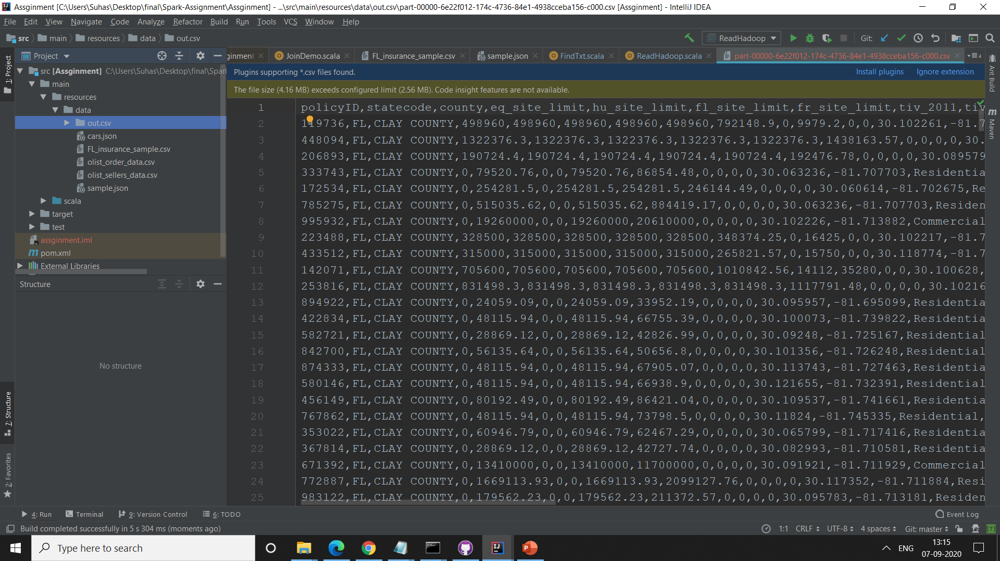 Assginment [C:\Users\Suhas\Desktop\final\Spark-Assignment\Assginment] - ...\src\main\resources\data\out.csv\part-00000-6e22f012-174c-4736-84e1-4938cceba156-c000.csv [Assginment] - IntelliJ IDEA
File Edit View Navigate Code Analyze Refactor Build Run Tools VCS Window Help
src main resources data out.csv ReadHadoop Git:
1: Project
Project
ginment JoinDemo.scala FL_insurance_sample.csv sample.json FindTxt.scala ReadHadoop.scala part-00000-6e22f012-174c-4736-84e1-4938cceba156-c000.csv 4
src [Assginment] C:\Users\Suhas\Desktop\final\Spar
main
resources
data
out.csv
cars.json
FL_insurance_sample.csv
olist_order_data.csv
olist_sellers_data.csv
sample.json
scala
target
test
assginment.iml
pom.xml
External Libraries
Structure
No structure
7: Structure
2: Favorites
Plugins supporting *.csv files found. Install plugins Ignore extension
The file size (4.16 MB) exceeds configured limit (2.56 MB). Code insight features are not available.
1 policyID,statecode,county,eq_site_limit,hu_site_limit,fl_site_limit,fr_site_limit,tiv_2011,tiv
2 119736,FL,CLAY COUNTY,498960,498960,498960,498960,498960,792148.9,0,9979.2,0,0,30.102261,-81.7
3 448094,FL,CLAY COUNTY,1322376.3,1322376.3,1322376.3,1322376.3,1322376.3,1438163.57,0,0,0,0,30.
4 206893,FL,CLAY COUNTY,190724.4,190724.4,190724.4,190724.4,190724.4,192476.78,0,0,0,0,30.089579
5 333743,FL,CLAY COUNTY,0,79520.76,0,0,79520.76,86854.48,0,0,0,0,30.063236,-81.707703,Residentia
6 172534,FL,CLAY COUNTY,0,254281.5,0,254281.5,254281.5,246144.49,0,0,0,0,30.060614,-81.702675,Re
7 785275,FL,CLAY COUNTY,0,515035.62,0,0,515035.62,884419.17,0,0,0,0,30.063236,-81.707703,Residen
8 995932,FL,CLAY COUNTY,0,19260000,0,0,19260000,20610000,0,0,0,0,30.102226,-81.713882,Commercial
9 223488,FL,CLAY COUNTY,328500,328500,328500,328500,328500,348374.25,0,16425,0,0,30.102217,-81.7
10 433512,FL,CLAY COUNTY,315000,315000,315000,315000,315000,265821.57,0,15750,0,0,30.118774,-81.7
11 142071,FL,CLAY COUNTY,705600,705600,705600,705600,705600,1010842.56,14112,35280,0,0,30.100628,
12 253816,FL,CLAY COUNTY,831498.3,831498.3,831498.3,831498.3,831498.3,1117791.48,0,0,0,0,30.10216
13 894922,FL,CLAY COUNTY,0,24059.09,0,0,24059.09,33952.19,0,0,0,0,30.095957,-81.695099,Residentia
14 422834,FL,CLAY COUNTY,0,48115.94,0,0,48115.94,66755.39,0,0,0,0,30.100073,-81.739822,Residentia
15 582721,FL,CLAY COUNTY,0,28869.12,0,0,28869.12,42826.99,0,0,0,0,30.09248,-81.725167,Residential
16 842700,FL,CLAY COUNTY,0,56135.64,0,0,56135.64,50656.8,0,0,0,0,30.101356,-81.726248,Residential
17 874333,FL,CLAY COUNTY,0,48115.94,0,0,48115.94,67905.07,0,0,0,0,30.113743,-81.727463,Residentia
18 580146,FL,CLAY COUNTY,0,48115.94,0,0,48115.94,66938.9,0,0,0,0,30.121655,-81.732391,Residential
19 456149,FL,CLAY COUNTY,0,80192.49,0,0,80192.49,86421.04,0,0,0,0,30.109537,-81.741661,Residentia
20 767862,FL,CLAY COUNTY,0,48115.94,0,0,48115.94,73798.5,0,0,0,0,30.11824,-81.745335,Residential,
21 353022,FL,CLAY COUNTY,0,60946.79,0,0,60946.79,62467.29,0,0,0,0,30.065799,-81.717416,Residentia
22 367814,FL,CLAY COUNTY,0,28869.12,0,0,28869.12,42727.74,0,0,0,0,30.082993,-81.710581,Residentia
23 671392,FL,CLAY COUNTY,0,13410000,0,0,13410000,11700000,0,0,0,0,30.091921,-81.711929,Commercial
24 772887,FL,CLAY COUNTY,0,1669113.93,0,0,1669113.93,2099127.76,0,0,0,0,30.117352,-81.711884,Resi
25 983122,FL,CLAY COUNTY,0,179562.23,0,0,179562.23,211372.57,0,0,0,0,30.095783,-81.713181,Residen
Ant Build
m Maven
4: Run Terminal 9: Version Control 6: TODO Event Log
Build completed successfully in 5 s 304 ms (moments ago) 1:1 CRLF UTF-8 4 spaces Git: master [T]
Type here to search ENG 13:15
07-09-2020